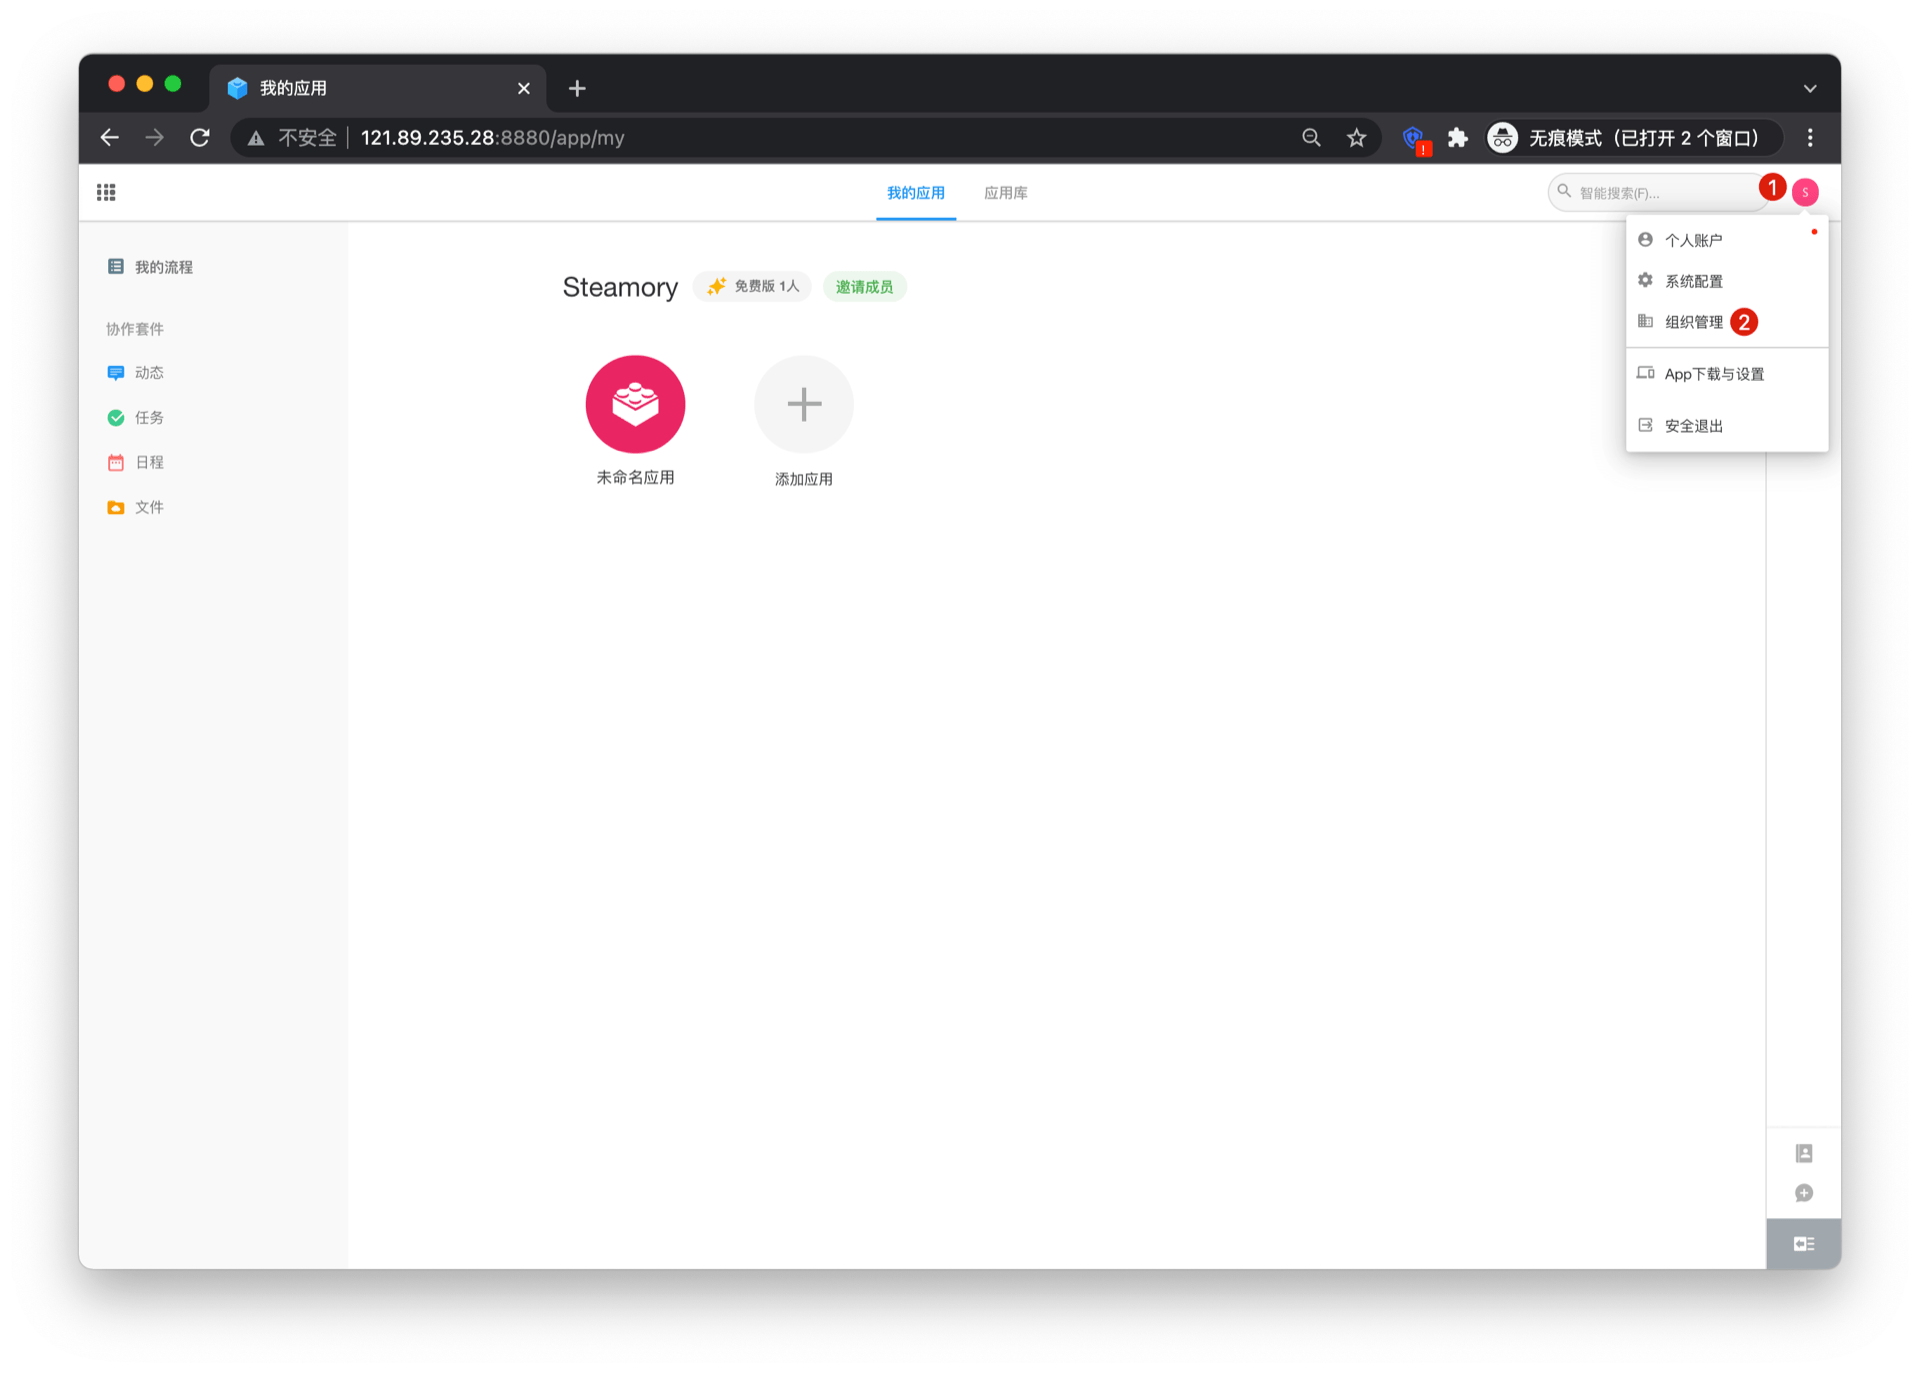 我的应用
不安全 121.89.235.28:8880/app/my
无痕模式（已打开 2 个窗口）
我的应用 应用库
智能搜索(F)...
1
S
我的流程
协作套件
动态
任务
日程
文件
Steamory 免费版 1人 邀请成员
未命名应用 添加应用
个人账户
系统配置
组织管理 2
App下载与设置
安全退出